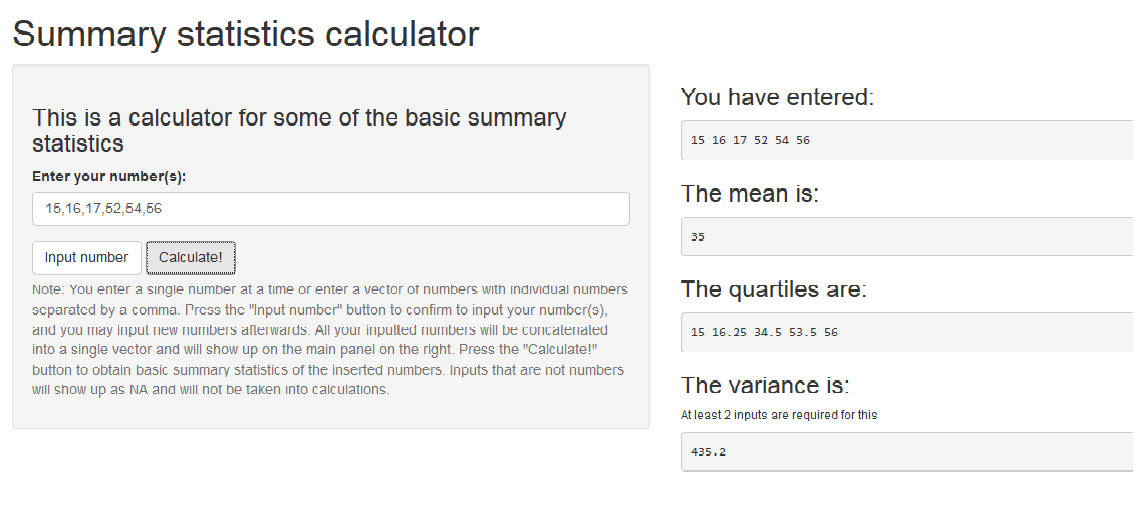 Summary statistics calculator
This is a calculator for some of the basic summary
statistics
Enter your number(s):
15,16,17,52,54,56
Input number
Calculate!
Note: You enter a single number at a time or enter a vector of numbers with individual numbers
separated by a comma. Press the "Input number" button to confirm to input your number(s),
and you may input new numbers afterwards. All your inputted numbers will be concatenated
into a single vector and will show up on the main panel on the right. Press the "Calculate!"
button to obtain basic summary statistics of the inserted numbers. Inputs that are not numbers
will show up as NA and will not be taken into calculations.
You have entered:
15 16 17 52 54 56
The mean is:
35
The quartiles are:
15 16.25 34.5 53.5 56
The variance is:
At least 2 inputs are required for this
435.2